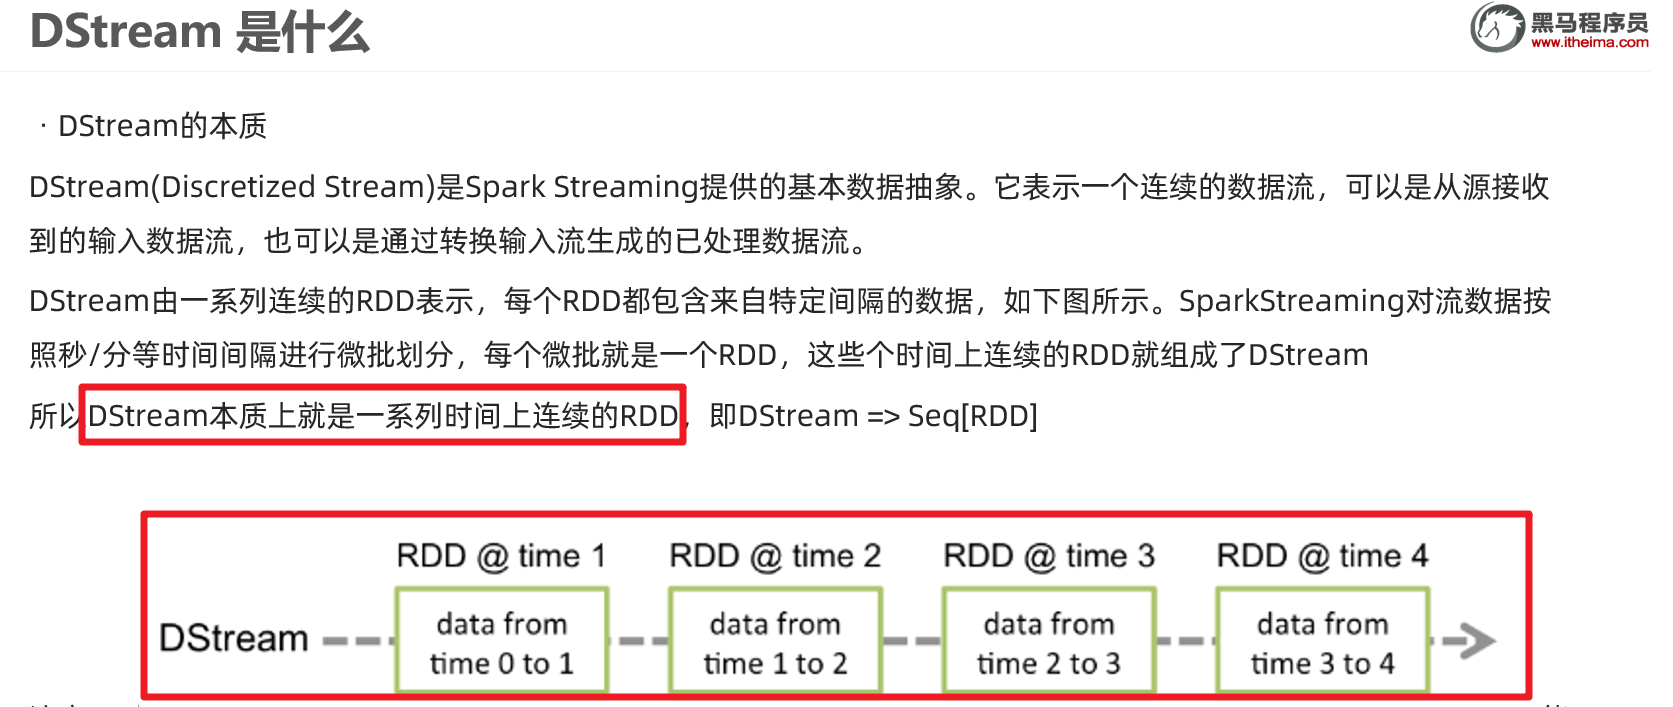 DStream 是什么
黑马程序员
www.itheima.com
· DStream的本质
DStream(Discretized Stream)是Spark Streaming提供的基本数据抽象。它表示一个连续的数据流，可以是从源接收
到的输入数据流，也可以是通过转换输入流生成的已处理数据流。
DStream由一系列连续的RDD表示，每个RDD都包含来自特定间隔的数据，如下图所示。SparkStreaming对流数据按
照秒/分等时间间隔进行微批划分，每个微批就是一个RDD，这些个时间上连续的RDD就组成了DStream
所以DStream本质上就是一系列时间上连续的RDD，即DStream => Seq[RDD]
RDD @ time 1 RDD @ time 2 RDD @ time 3 RDD @ time 4
DStream
data from
time 0 to 1
data from
time 1 to 2
data from
time 2 to 3
data from
time 3 to 4